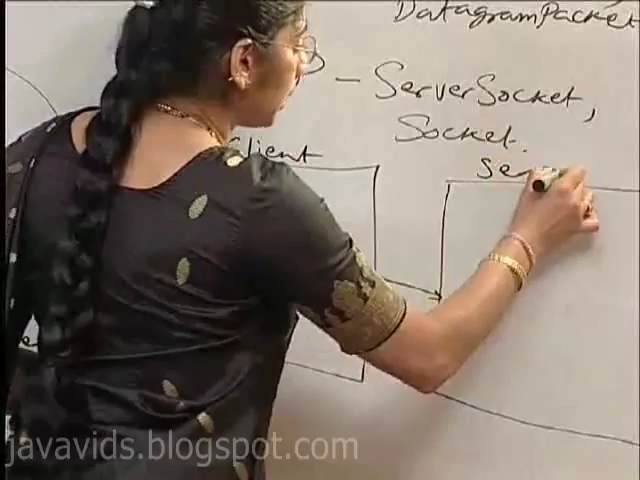 DatagramPacket
- ServerSocket,
Socket.
Client
javavids.blogspot.com